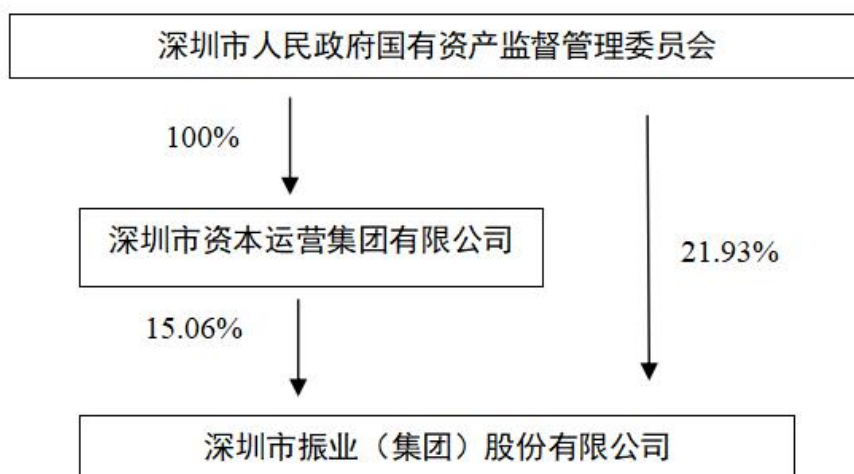 深圳市人民政府国有资产监督管理委员会
100%
深圳市资本运营集团有限公司
21.93%
15.06%
深圳市振业（集团）股份有限公司